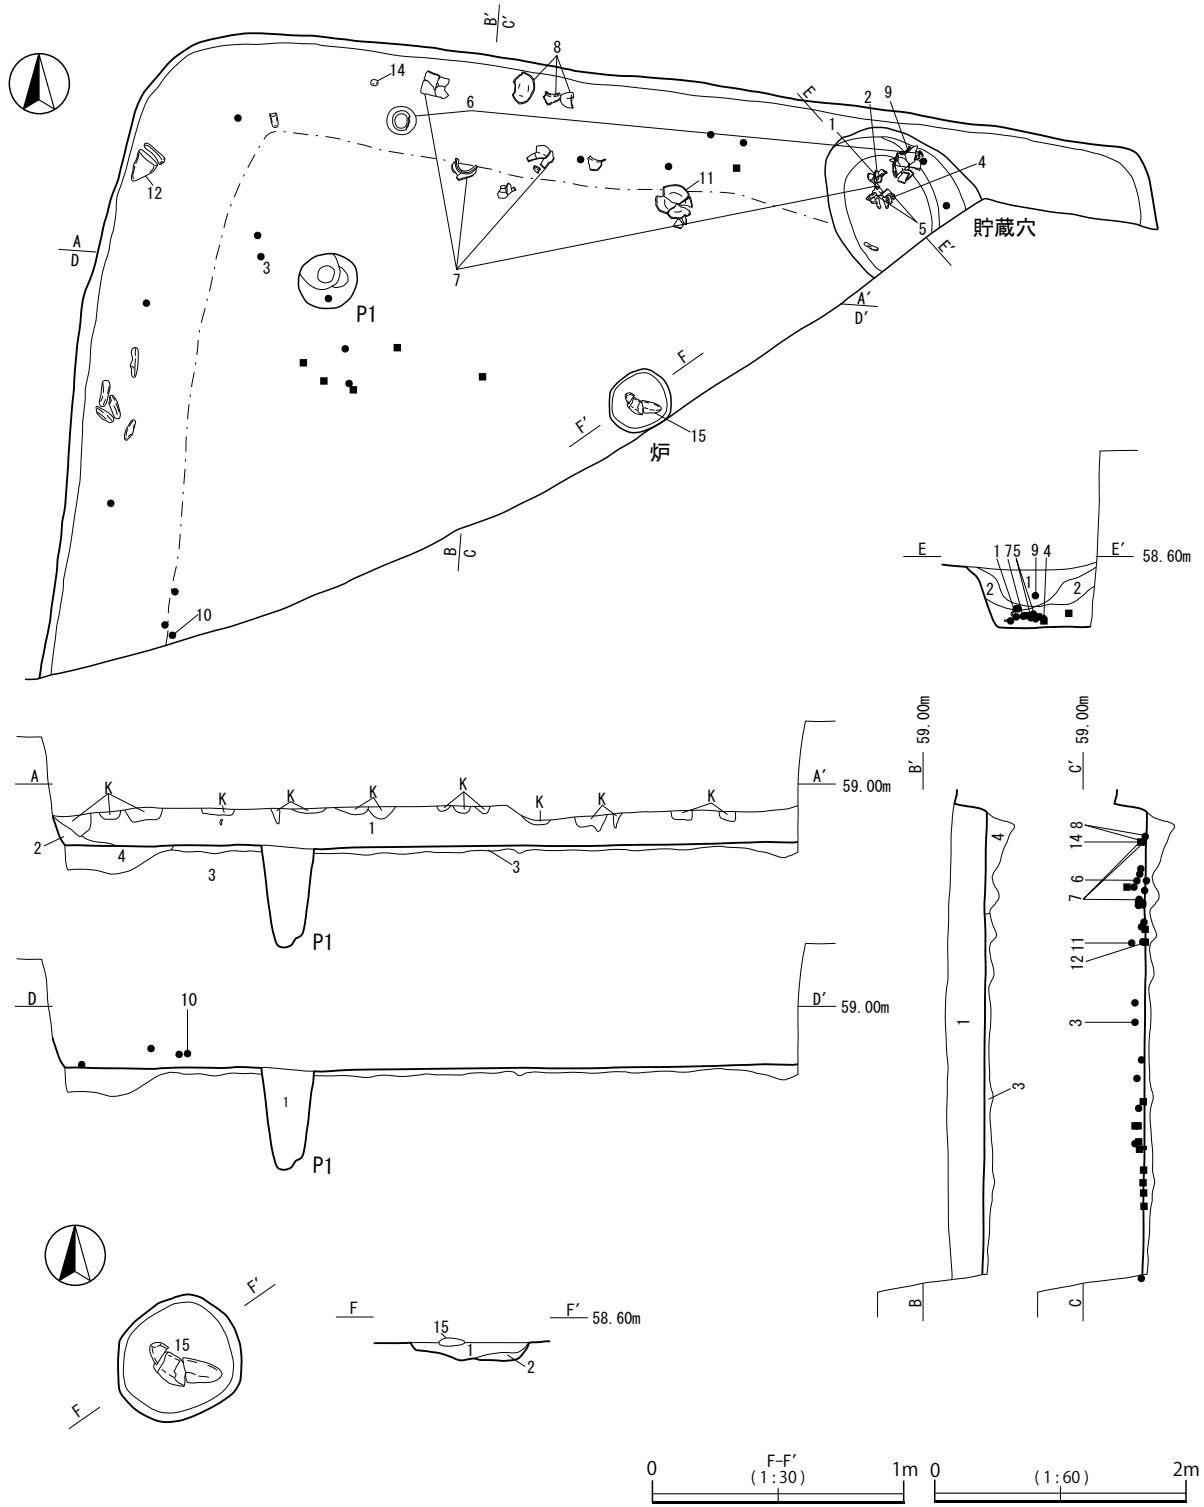 B′
C′
14
8
6
E
2
9
1
4
12
11
5
E′
貯蔵穴
A
D
3
7
P1
A′
D′
F
F′
15
炉
B
C
10
E
1 7 5 9 4
E′ 58.60m
2
1
2
B′ 59.00m
C′ 59.00m
A
K
K
K
K
K
K
K
K
A′ 59.00m
1
2
4
3
3
P1
4
8
14
6
7
11
12
D
10
D′ 59.00m
1
3
3
1
P1
B
C
F′
15
F
F
F′ 58.60m
15
1
2
F-F′
0
(1:30)
1m
0
(1:60)
2m